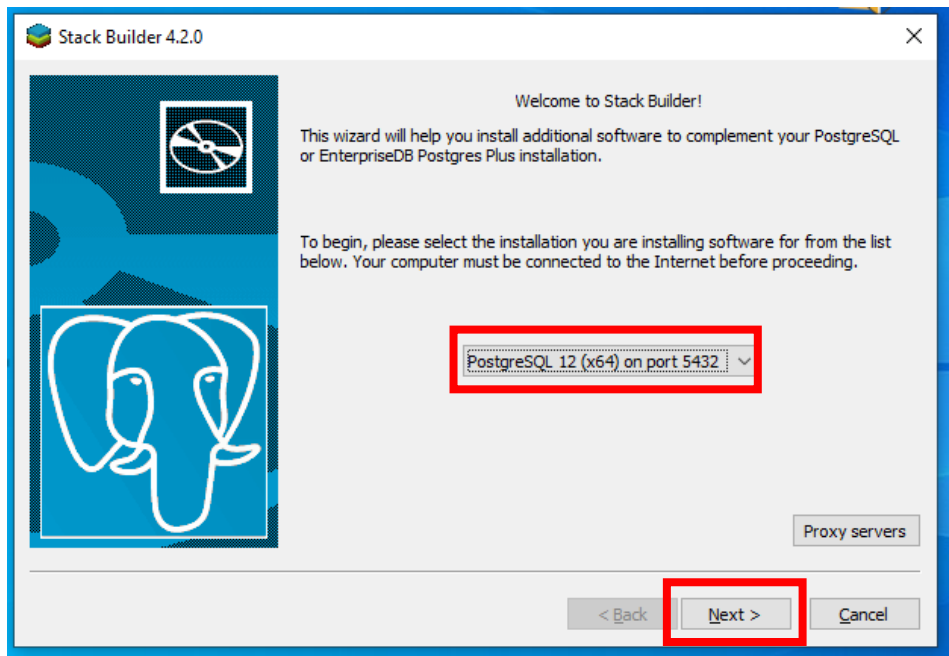 Stack Builder 4.2.0
Welcome to Stack Builder!
This wizard will help you install additional software to complement your PostgreSQL
or EnterpriseDB Postgres Plus installation.
To begin, please select the installation you are installing software for from the list
below. Your computer must be connected to the Internet before proceeding.
PostgreSQL 12 (x64) on port 5432
Proxy servers
< Back
Next >
Cancel